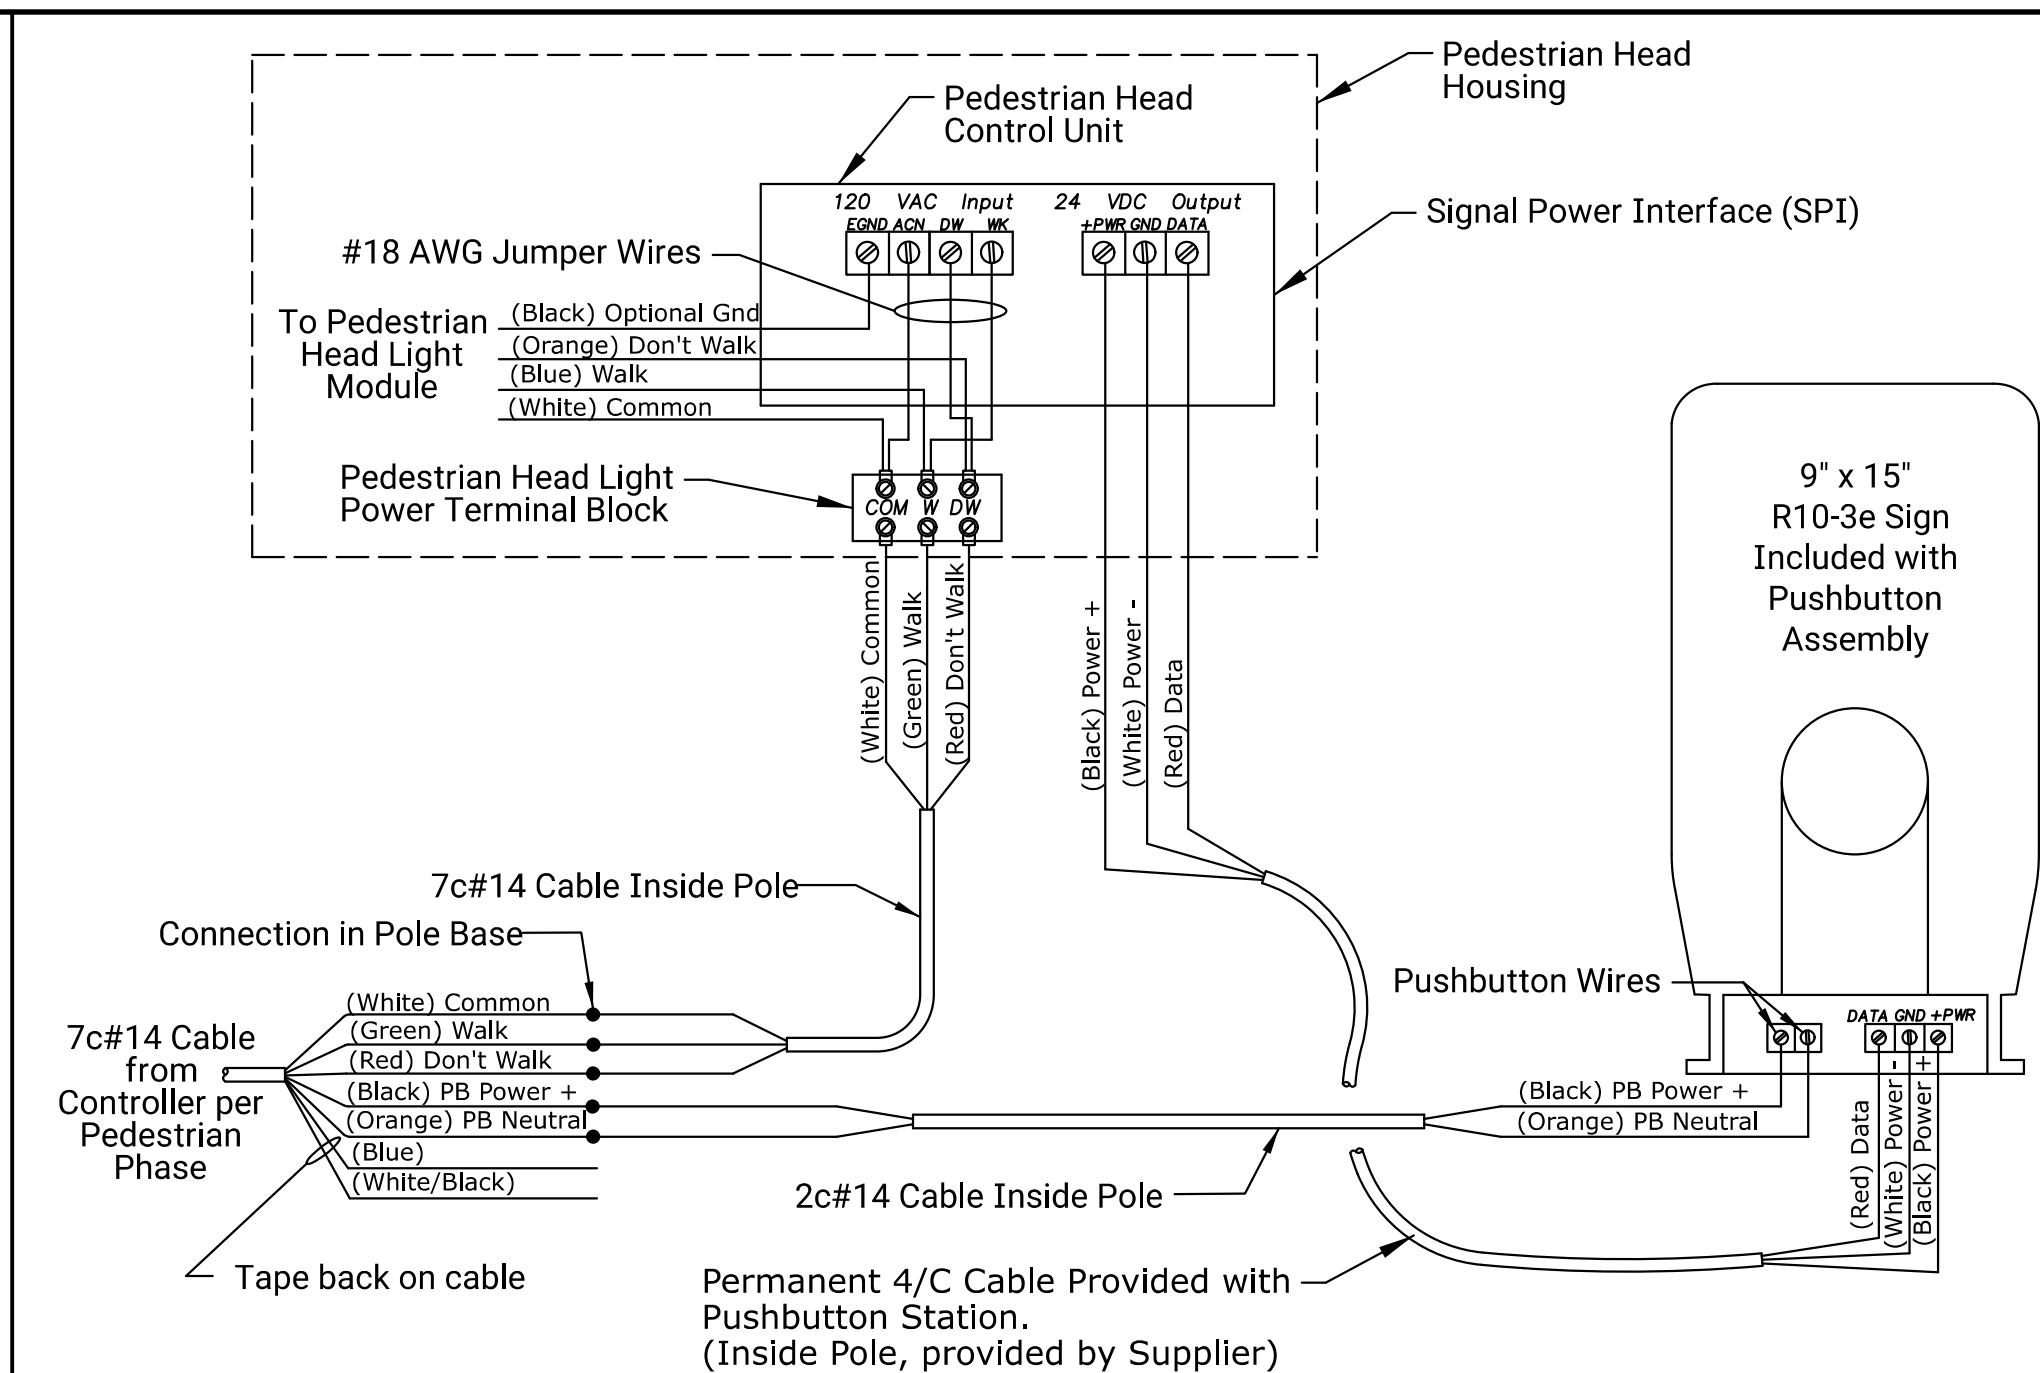 Pedestrian Head
Housing
Pedestrian Head
Control Unit
Signal Power Interface (SPI)
120 VAC Input
24 VDC Output
EGND ACN DW WK
+PWR GND DATA
#18 AWG Jumper Wires
To Pedestrian
Head Light
Module
(Black) Optional Gnd
(Orange) Don't Walk
(Blue) Walk
(White) Common
Pedestrian Head Light
Power Terminal Block
COM W DW
(White) Common
(Green) Walk
(Red) Don't Walk
(Black) Power +
(White) Power -
(Red) Data
9" x 15"
R10-3e Sign
Included with
Pushbutton
Assembly
7c#14 Cable Inside Pole
Connection in Pole Base
Pushbutton Wires
DATA GND +PWR
7c#14 Cable
from
Controller per
Pedestrian
Phase
(White) Common
(Green) Walk
(Red) Don't Walk
(Black) PB Power +
(Orange) PB Neutral
(Blue)
(White/Black)
(Black) PB Power +
(Orange) PB Neutral
(Red) Data
(White) Power -
(Black) Power +
2c#14 Cable Inside Pole
Tape back on cable
Permanent 4/C Cable Provided with
Pushbutton Station.
(Inside Pole, provided by Supplier)